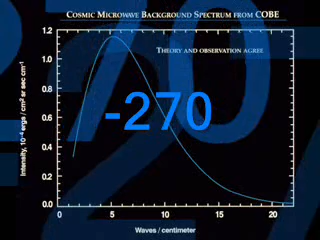 COSMIC MICROWAVE BACKGROUND SPECTRUM FROM COBE
THEORY AND OBSERVATION AGREE
1.2
1.0
0.8
0.6
0.4
0.2
0.0
Intensity, 10⁻⁴ ergs / cm² sr sec cm⁻¹
-270
0 5 10 15 20
Waves / centimeter